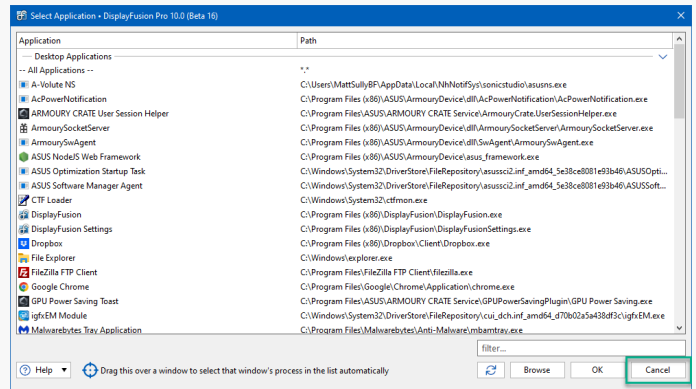 Select Application • DisplayFusion Pro 10.0 (Beta 16)
Application Path
Desktop Applications
-- All Applications -- *.*
A-Volute NS C:\Users\MattSullyBF\AppData\Local\NhNotifSys\sonicstudio\asusns.exe
AcPowerNotification C:\Program Files (x86)\ASUS\ArmouryDevice\dll\AcPowerNotification\AcPowerNotification.exe
ARMOURY CRATE User Session Helper C:\Program Files\ASUS\ARMOURY CRATE Service\ArmouryCrate.UserSessionHelper.exe
ArmourySocketServer C:\Program Files (x86)\ASUS\ArmouryDevice\dll\ArmourySocketServer\ArmourySocketServer.exe
ArmourySwAgent C:\Program Files (x86)\ASUS\ArmouryDevice\dll\SwAgent\ArmourySwAgent.exe
ASUS NodeJS Web Framework C:\Program Files (x86)\ASUS\ArmouryDevice\asus_framework.exe
ASUS Optimization Startup Task C:\Windows\System32\DriverStore\FileRepository\asussci2.inf_amd64_5e38ce8081e93b46\ASUSOpti...
ASUS Software Manager Agent C:\Windows\System32\DriverStore\FileRepository\asussci2.inf_amd64_5e38ce8081e93b46\ASUSSoft...
CTF Loader C:\Windows\System32\ctfmon.exe
DisplayFusion C:\Program Files (x86)\DisplayFusion\DisplayFusion.exe
DisplayFusion Settings C:\Program Files (x86)\DisplayFusion\DisplayFusionSettings.exe
Dropbox C:\Program Files (x86)\Dropbox\Client\Dropbox.exe
File Explorer C:\Windows\explorer.exe
FileZilla FTP Client C:\Program Files\FileZilla FTP Client\filezilla.exe
Google Chrome C:\Program Files\Google\Chrome\Application\chrome.exe
GPU Power Saving Toast C:\Program Files\ASUS\ARMOURY CRATE Service\GPUPowerSavingPlugin\GPU Power Saving.exe
igfxEM Module C:\Windows\System32\DriverStore\FileRepository\cui_dch.inf_amd64_d70b02a5a438df3c\igfxEM.exe
Malwarebytes Tray Application C:\Program Files\Malwarebytes\Anti-Malware\mbamtray.exe
filter...
Help Drag this over a window to select that window's process in the list automatically Browse OK Cancel